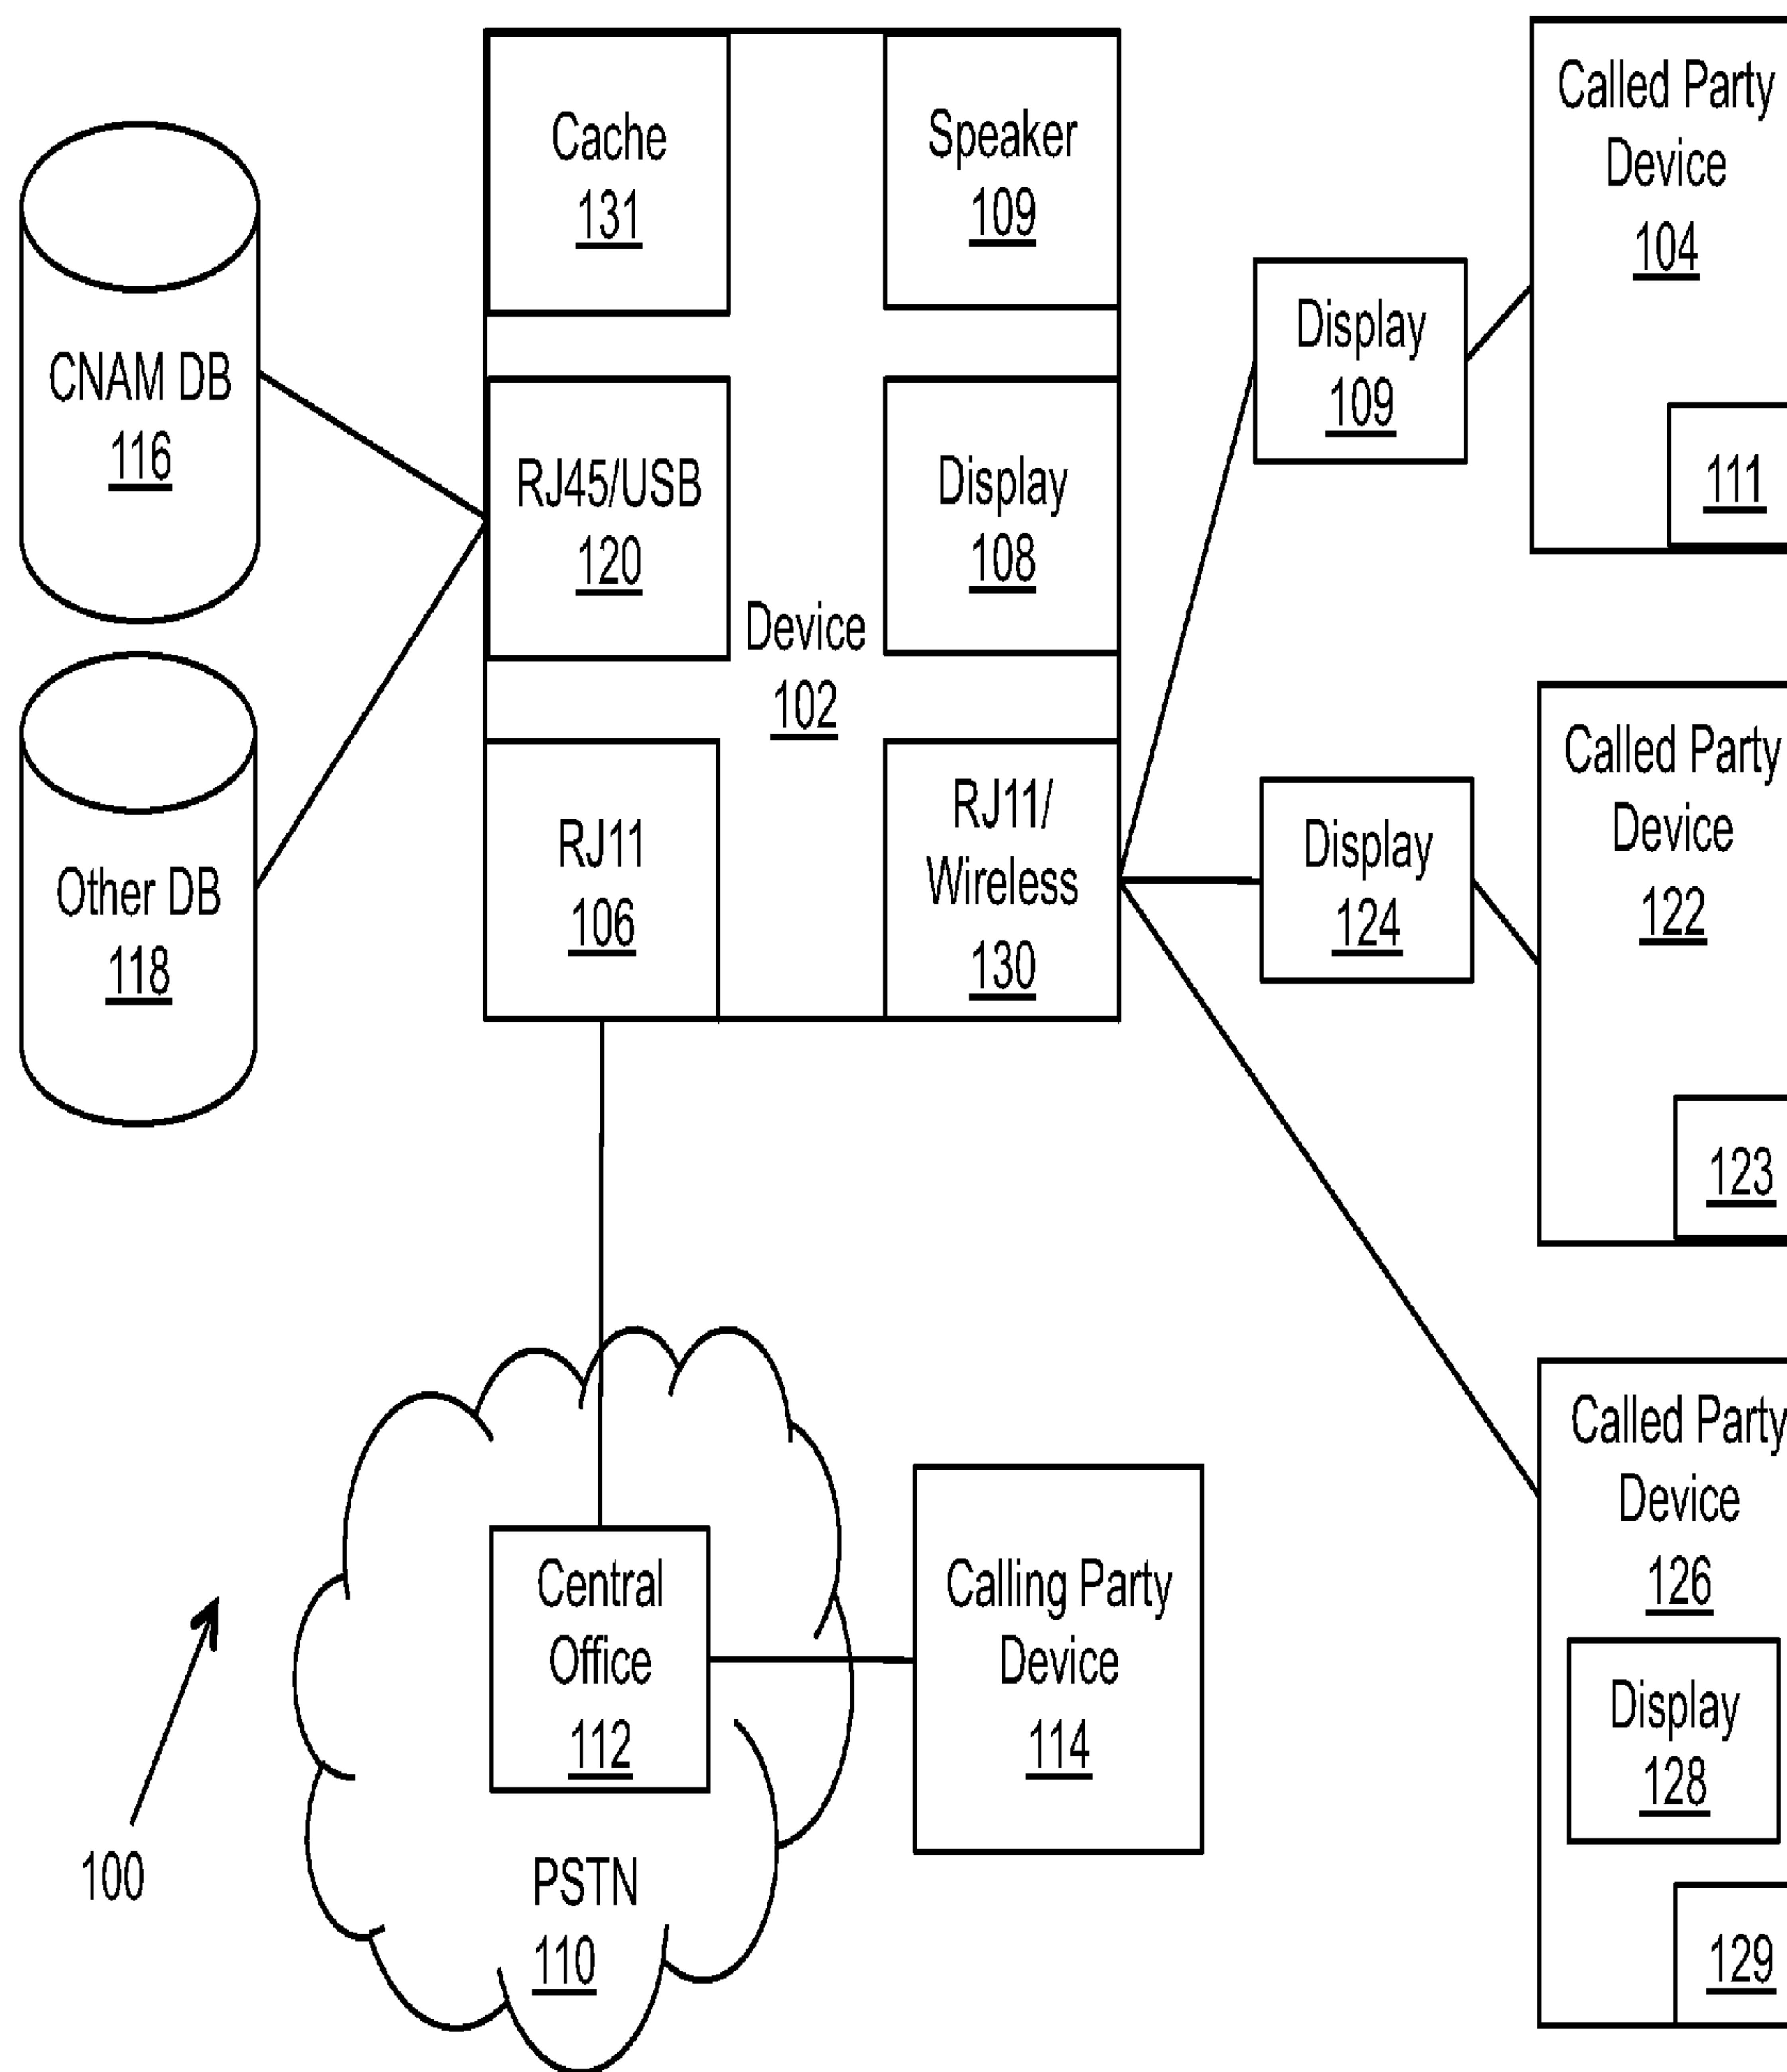 CNAM DB
116
Other DB
118
Cache
131
Speaker
109
RJ45/USB
120
Display
108
Device
102
RJ11
106
RJ11/
Wireless
130
Display
109
Called Party
Device
104
111
Display
124
Called Party
Device
122
123
Called Party
Device
126
Display
128
129
Central
Office
112
PSTN
110
Calling Party
Device
114
100